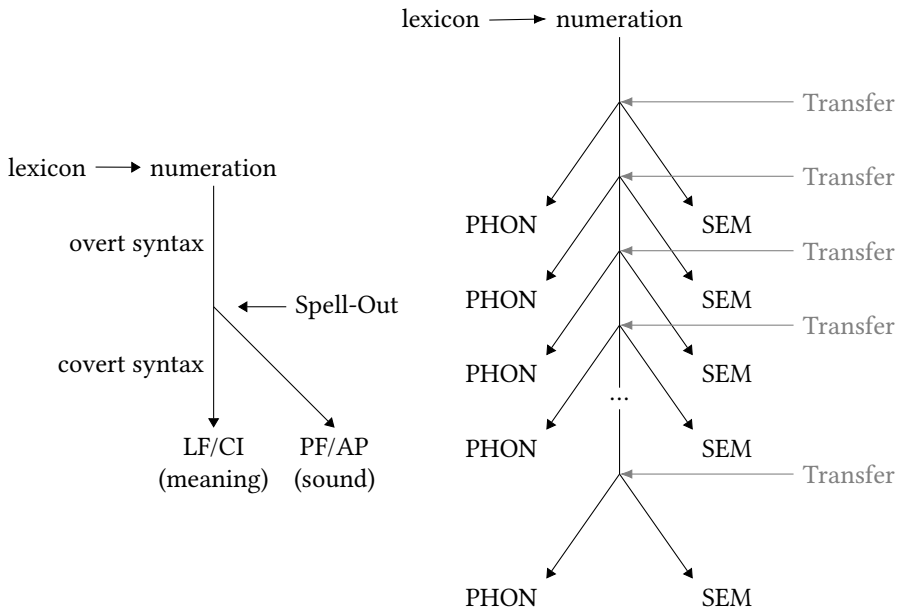 lexicon numeration
overt syntax
Spell-Out
covert syntax
LF/CI PF/AP
(meaning) (sound)
lexicon numeration
Transfer
Transfer
PHON SEM
Transfer
PHON SEM
Transfer
PHON SEM
...
PHON SEM
Transfer
PHON SEM